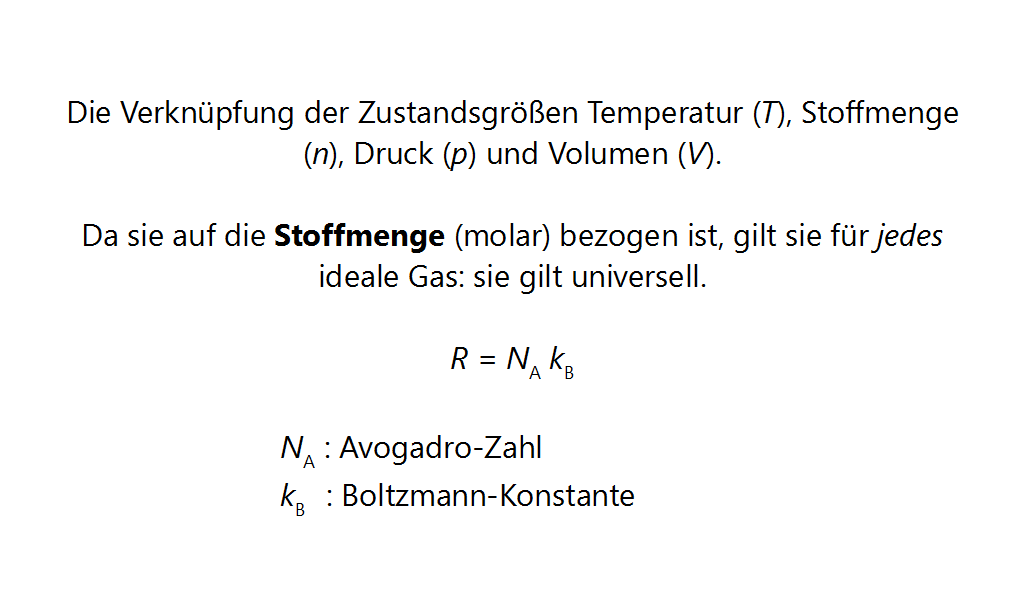 Die Verknüpfung der Zustandsgrößen Temperatur (T), Stoffmenge
(n), Druck (p) und Volumen (V).
Da sie auf die Stoffmenge (molar) bezogen ist, gilt sie für jedes
ideale Gas: sie gilt universell.
R = N_A k_B
N_A : Avogadro-Zahl
k_B : Boltzmann-Konstante